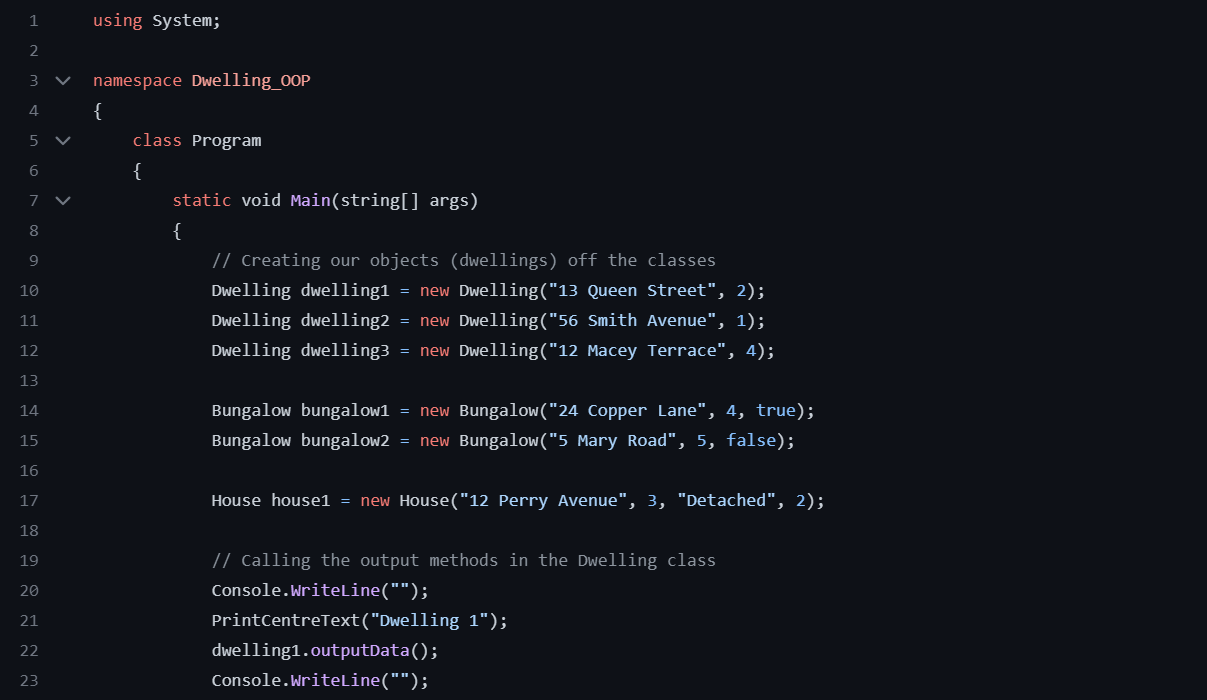 1 using System;
2
3 namespace Dwelling_OOP
4 {
5     class Program
6     {
7         static void Main(string[] args)
8         {
9             // Creating our objects (dwellings) off the classes
10             Dwelling dwelling1 = new Dwelling("13 Queen Street", 2);
11             Dwelling dwelling2 = new Dwelling("56 Smith Avenue", 1);
12             Dwelling dwelling3 = new Dwelling("12 Macey Terrace", 4);
13
14             Bungalow bungalow1 = new Bungalow("24 Copper Lane", 4, true);
15             Bungalow bungalow2 = new Bungalow("5 Mary Road", 5, false);
16
17             House house1 = new House("12 Perry Avenue", 3, "Detached", 2);
18
19             // Calling the output methods in the Dwelling class
20             Console.WriteLine("");
21             PrintCentreText("Dwelling 1");
22             dwelling1.outputData();
23             Console.WriteLine("");